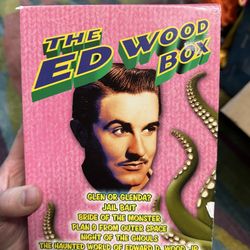 THE
ED WOOD
BOX
GLEN OR GLENDA?
JAIL BAIT
BRIDE OF THE MONSTER
PLAN 9 FROM OUTER SPACE
NIGHT OF THE GHOULS
THE HAUNTED WORLD OF EDWARD D. WOOD, JR.